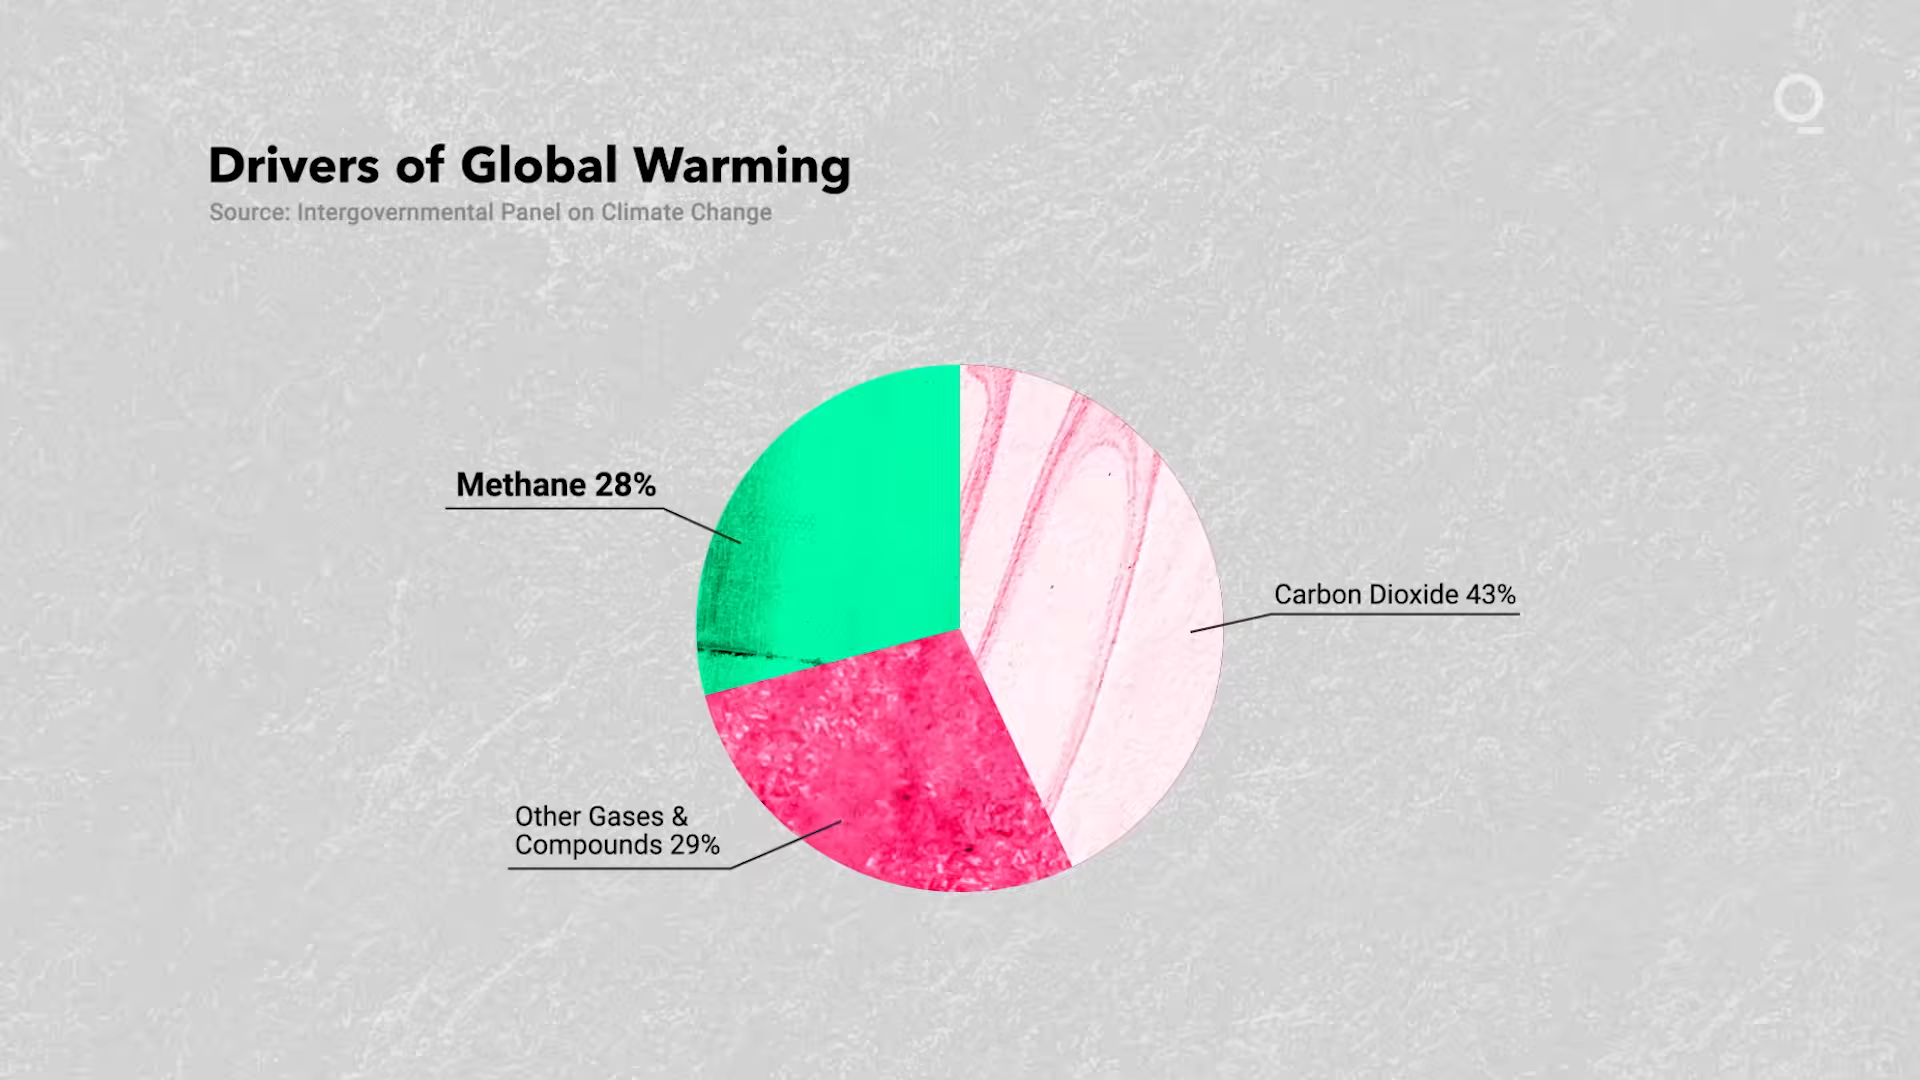 Drivers of Global Warming
Source: Intergovernmental Panel on Climate Change
Methane 28%
Carbon Dioxide 43%
Other Gases &
Compounds 29%